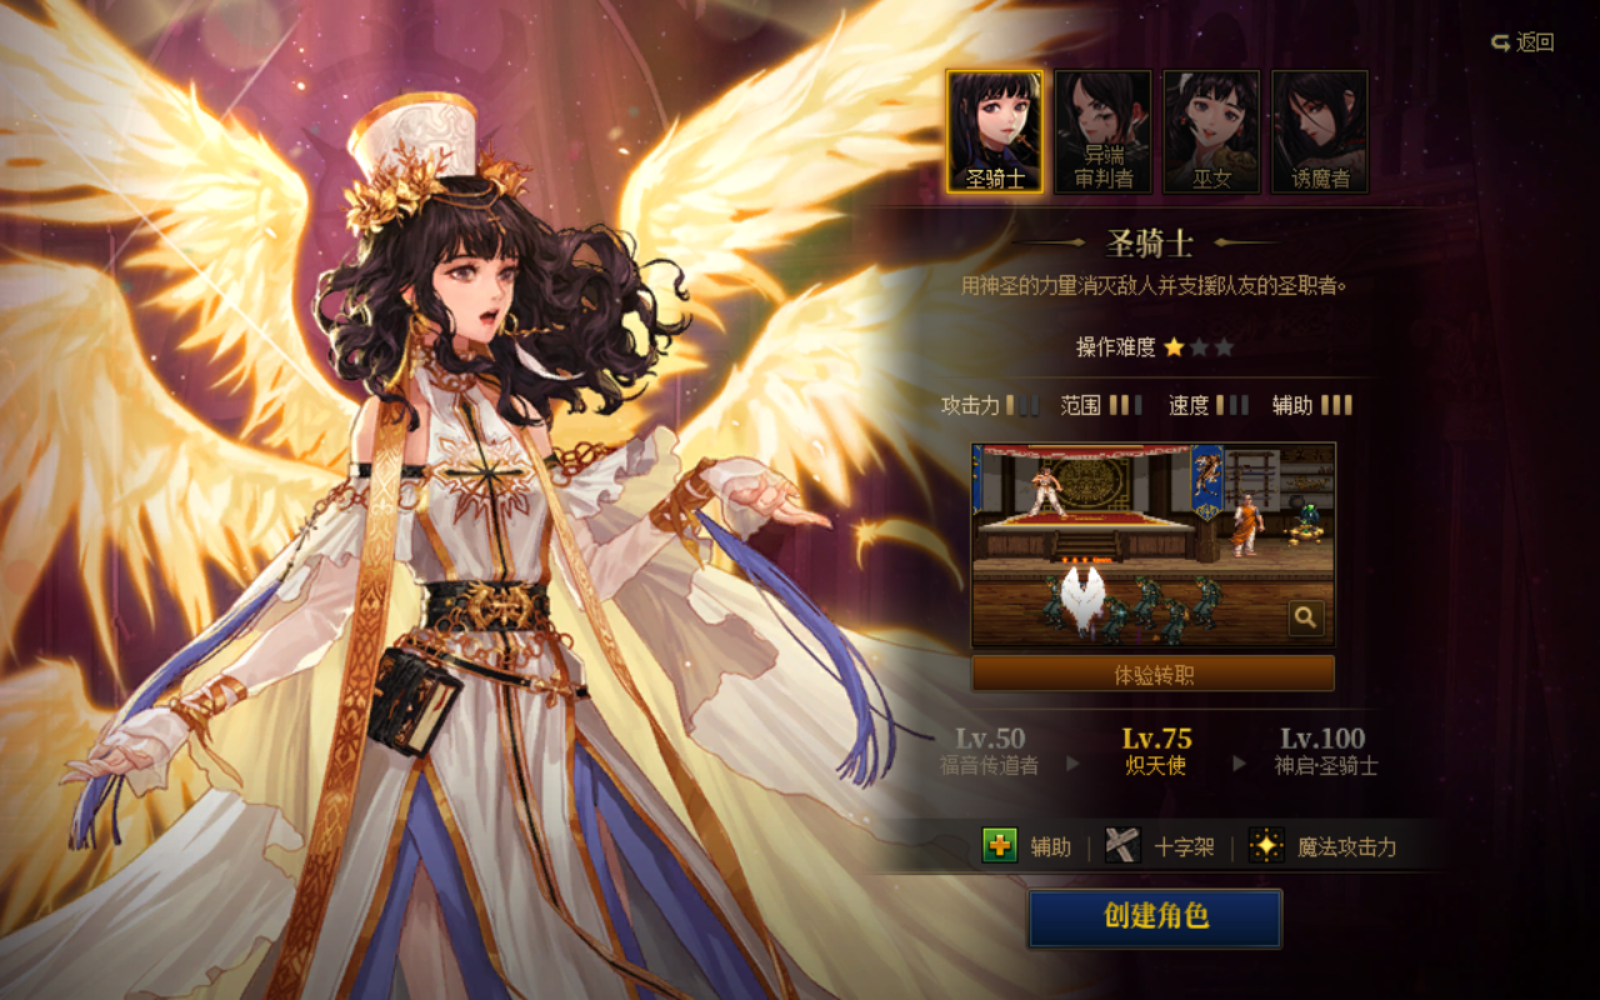 返回
圣骑士
异端
审判者
巫女
诱魔者
圣骑士
用神圣的力量消灭敌人并支援队友的圣职者。
操作难度
攻击力 范围 速度 辅助
体验转职
Lv.50 Lv.75 Lv.100
福音传道者 炽天使 神启·圣骑士
辅助 十字架 魔法攻击力
创建角色